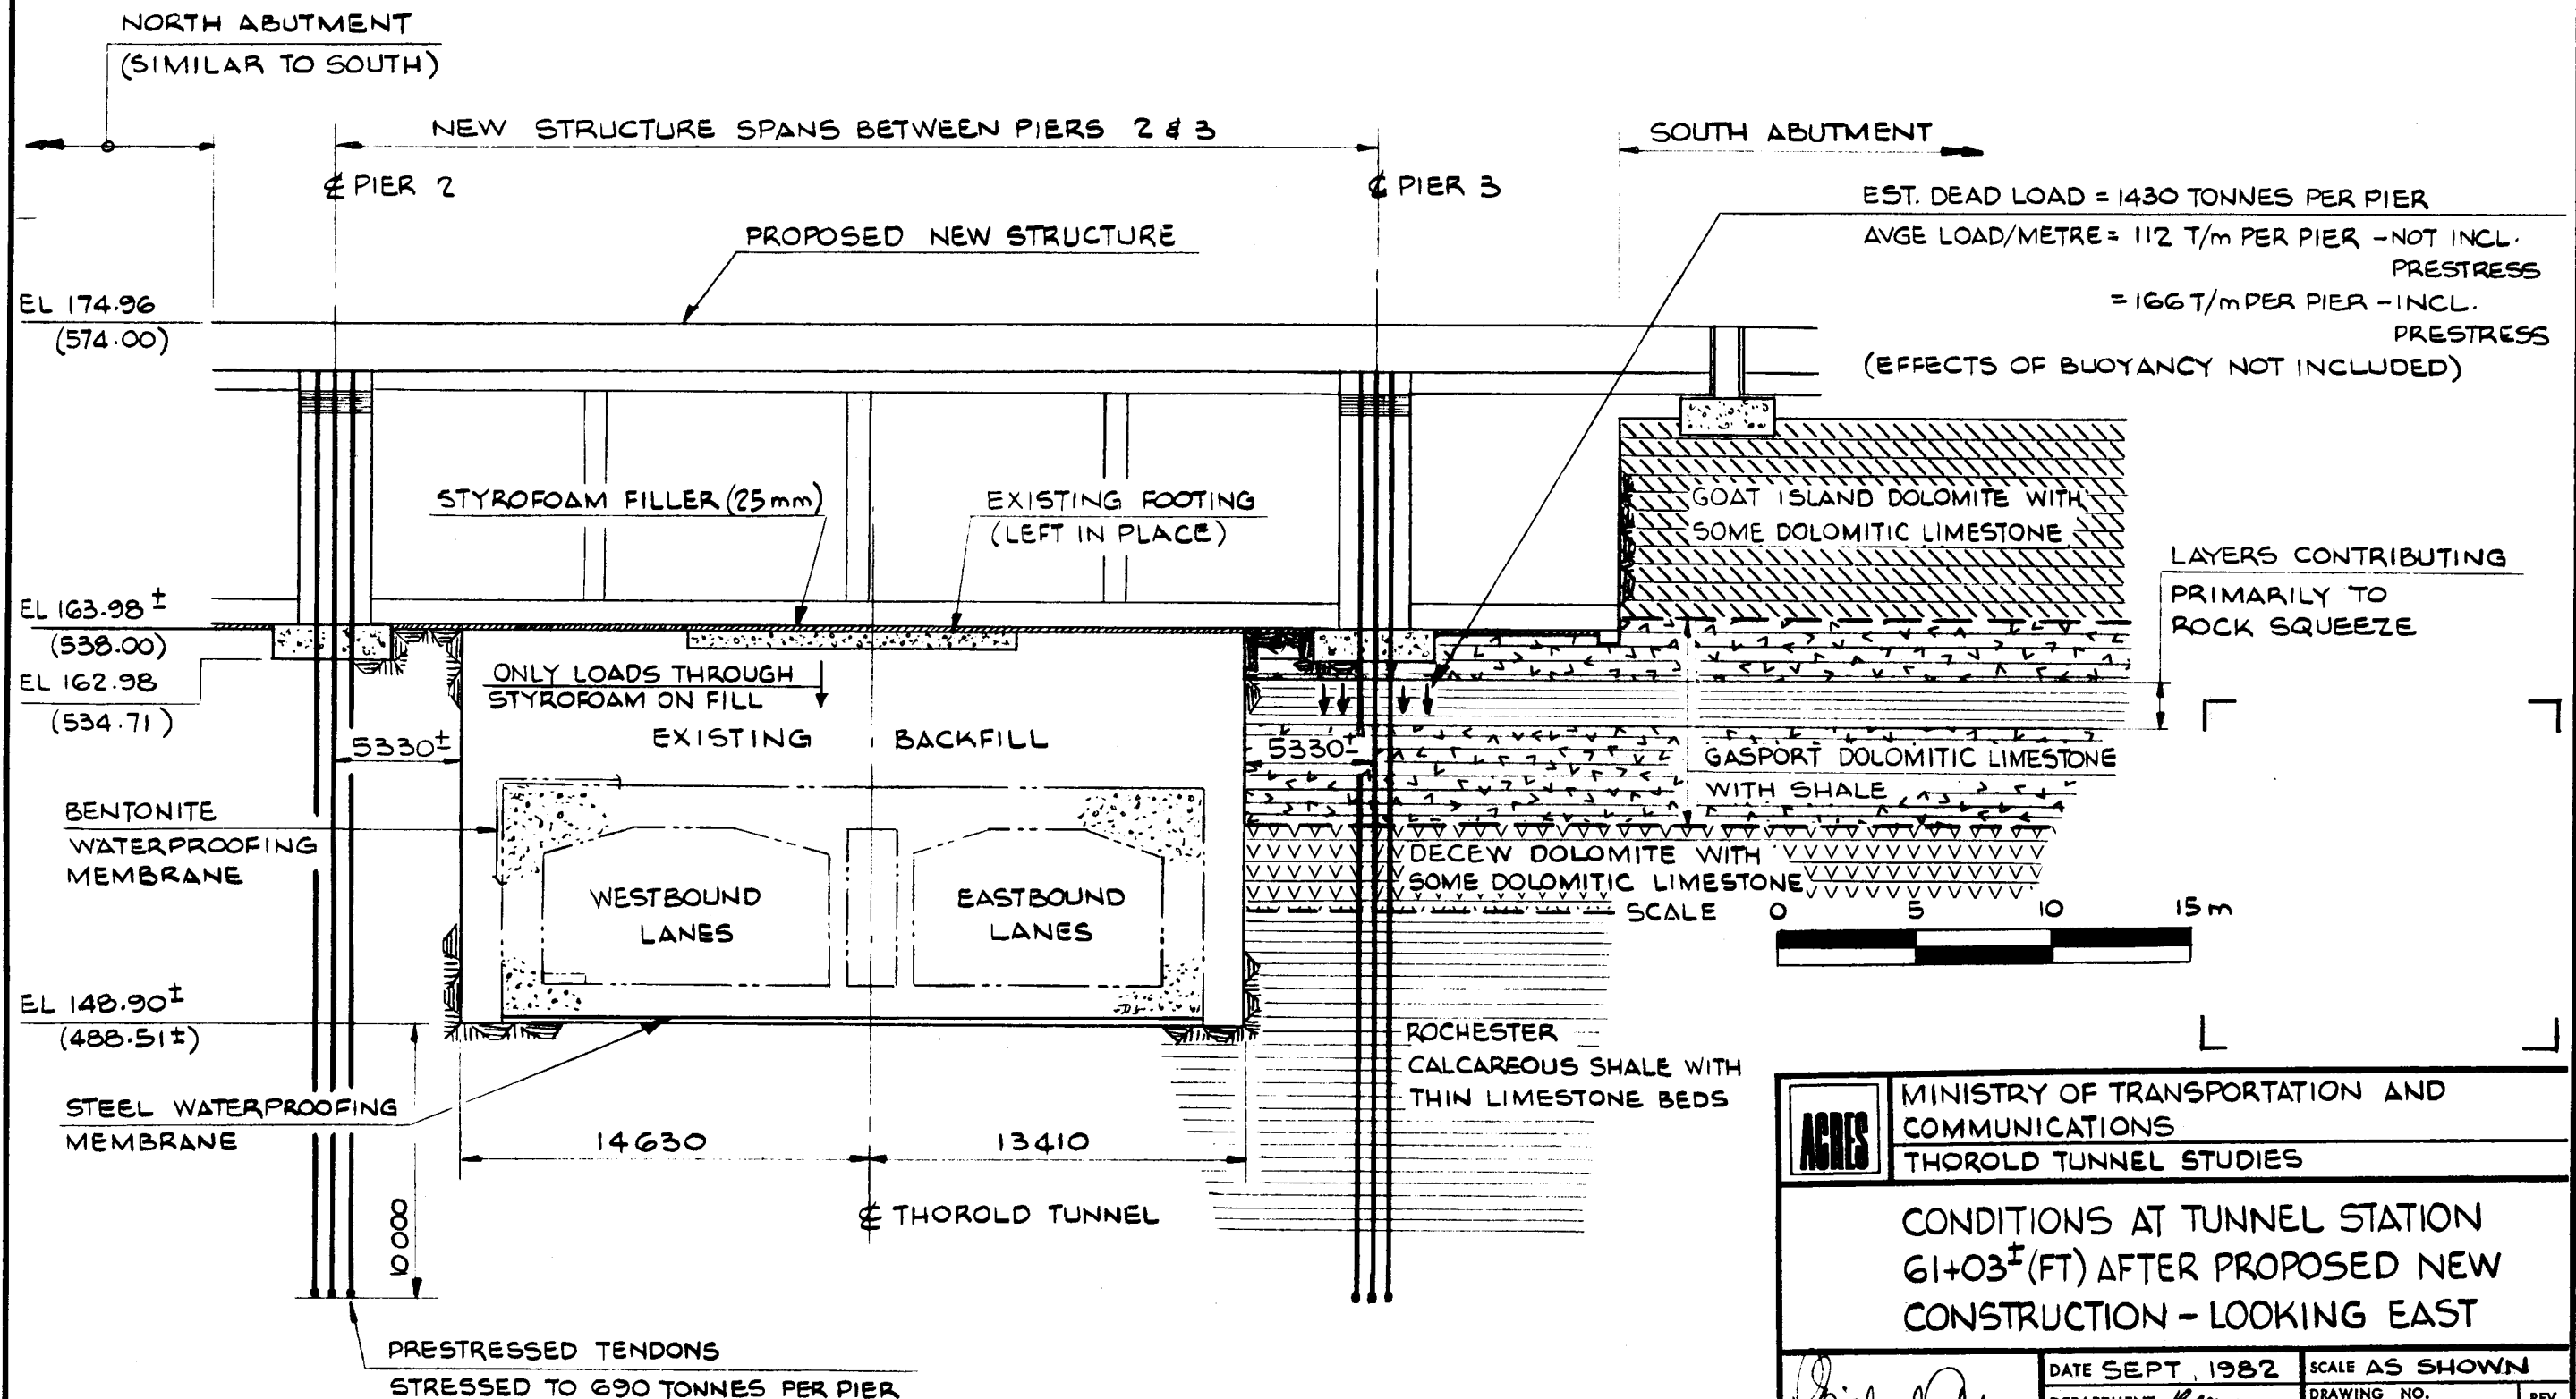 NORTH ABUTMENT
(SIMILAR TO SOUTH)
NEW STRUCTURE SPANS BETWEEN PIERS 2 & 3
SOUTH ABUTMENT
℄ PIER 2
℄ PIER 3
EST. DEAD LOAD = 1430 TONNES PER PIER
AVGE LOAD/METRE = 112 T/m PER PIER - NOT INCL.
PRESTRESS
= 166 T/m PER PIER - INCL.
PRESTRESS
(EFFECTS OF BUOYANCY NOT INCLUDED)
PROPOSED NEW STRUCTURE
EL 174.96
(574.00)
STYROFOAM FILLER (25mm)
EXISTING FOOTING
(LEFT IN PLACE)
GOAT ISLAND DOLOMITE WITH
SOME DOLOMITIC LIMESTONE
LAYERS CONTRIBUTING
PRIMARILY TO
ROCK SQUEEZE
EL 163.98 ±
(538.00)
EL 162.98
(534.71)
ONLY LOADS THROUGH
STYROFOAM ON FILL
EXISTING BACKFILL
5330±
5330±
GASPORT DOLOMITIC LIMESTONE
WITH SHALE
BENTONITE
WATERPROOFING
MEMBRANE
DECEW DOLOMITE WITH
SOME DOLOMITIC LIMESTONE
WESTBOUND
LANES
EASTBOUND
LANES
SCALE 0 5 10 15 m
EL 148.90±
(488.51±)
ROCHESTER
CALCAREOUS SHALE WITH
THIN LIMESTONE BEDS
STEEL WATERPROOFING
MEMBRANE
14630
13410
10000
℄ THOROLD TUNNEL
PRESTRESSED TENDONS
STRESSED TO 690 TONNES PER PIER
ACRES
MINISTRY OF TRANSPORTATION AND
COMMUNICATIONS
THOROLD TUNNEL STUDIES
CONDITIONS AT TUNNEL STATION
61+03± (FT) AFTER PROPOSED NEW
CONSTRUCTION - LOOKING EAST
DATE SEPT, 1982
SCALE AS SHOWN
DRAWING NO.
REV